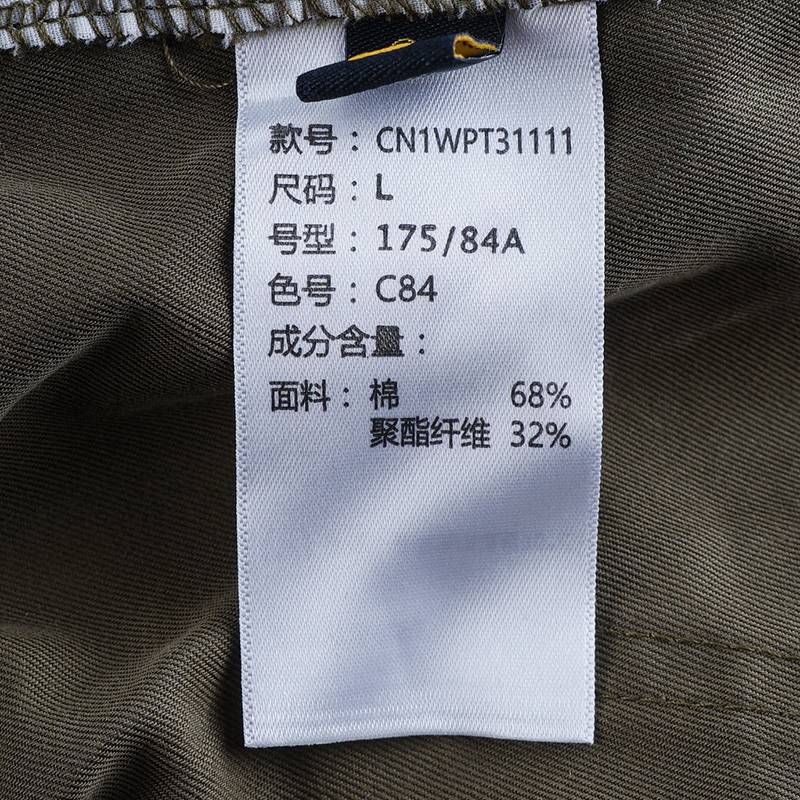 款号：CN1WPT31111
尺码：L
号型：175/84A
色号：C84
成分含量：
面料：棉 68%
聚酯纤维 32%